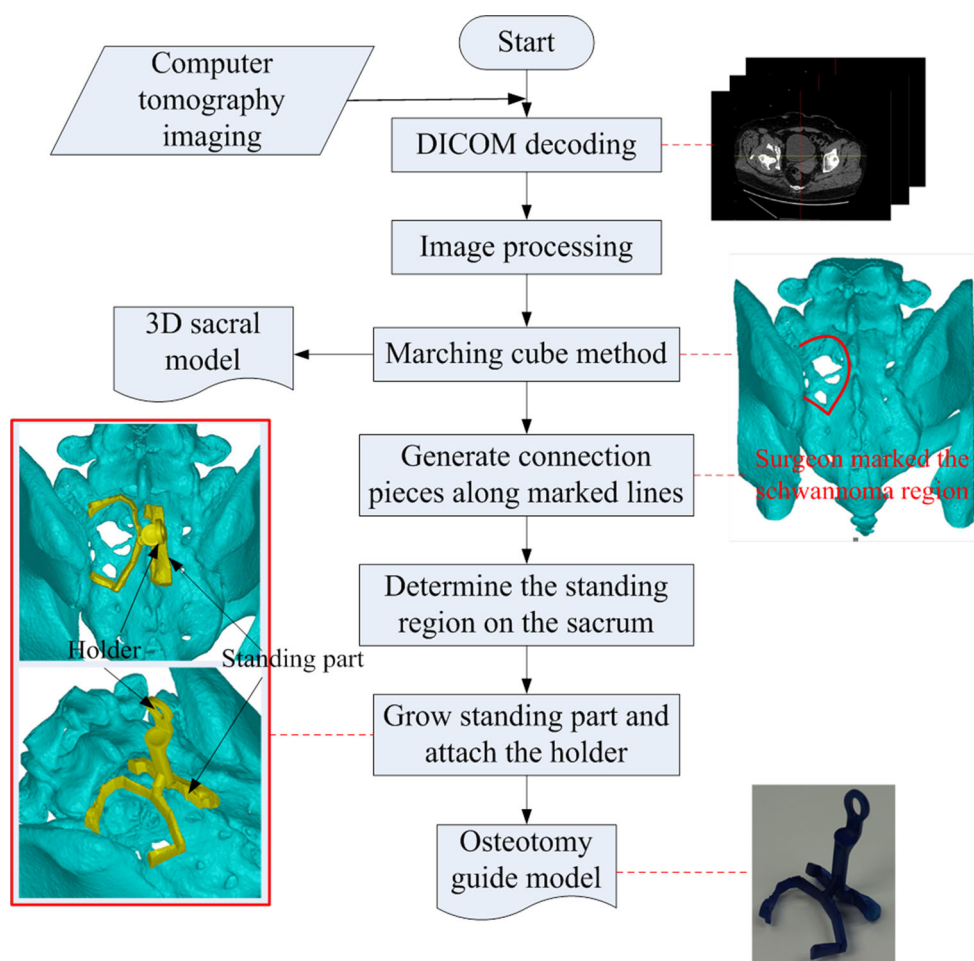 Start
Computer
tomography
imaging
DICOM decoding
Image processing
3D sacral
model
Marching cube method
Generate connection
pieces along marked lines
Surgeon marked the
schwannoma region
Determine the standing
region on the sacrum
Holder
Standing part
Grow standing part and
attach the holder
Osteotomy
guide model